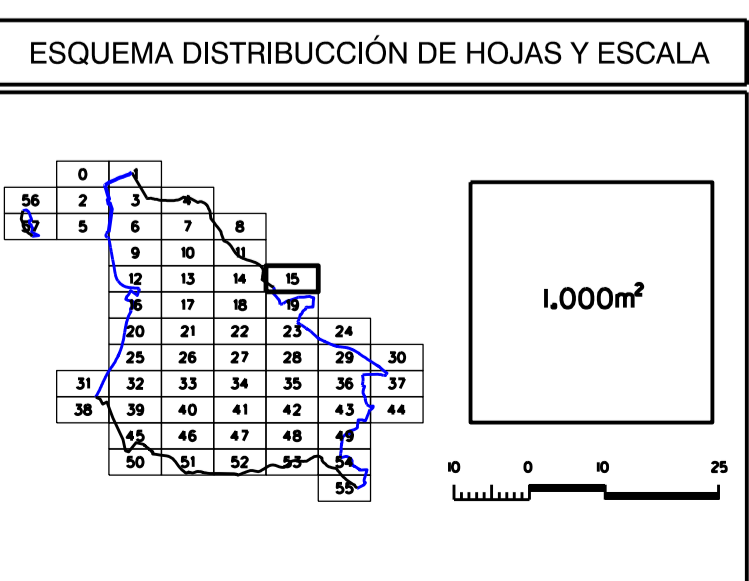 ESQUEMA DISTRIBUCCIÓN DE HOJAS Y ESCALA
0 1
56 2 3 4
57 5 6 7 8
9 10 11
12 13 14 15
16 17 18 19
20 21 22 23 24
25 26 27 28 29 30
31 32 33 34 35 36 37
38 39 40 41 42 43 44
45 46 47 48 49
50 51 52 53 54
55
1.000m²
10 0 10 25